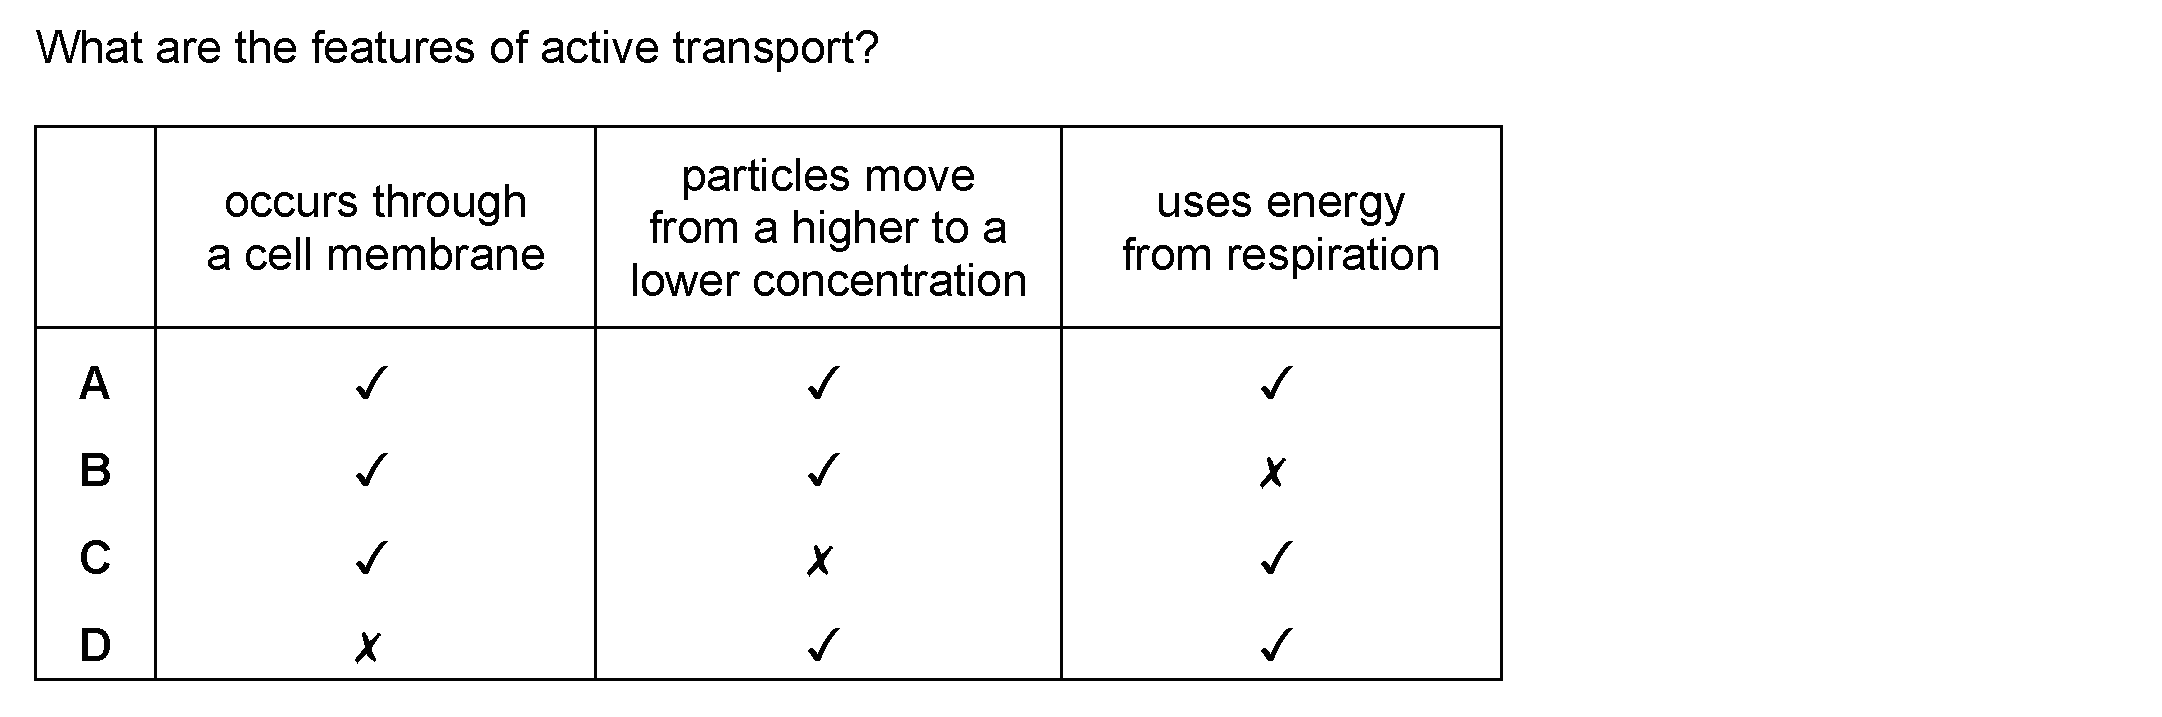 What are the features of active transport?
occurs through
a cell membrane
particles move
from a higher to a
lower concentration
uses energy
from respiration
A ✓ ✓ ✓
B ✓ ✓ ✗
C ✓ ✗ ✓
D ✗ ✓ ✓